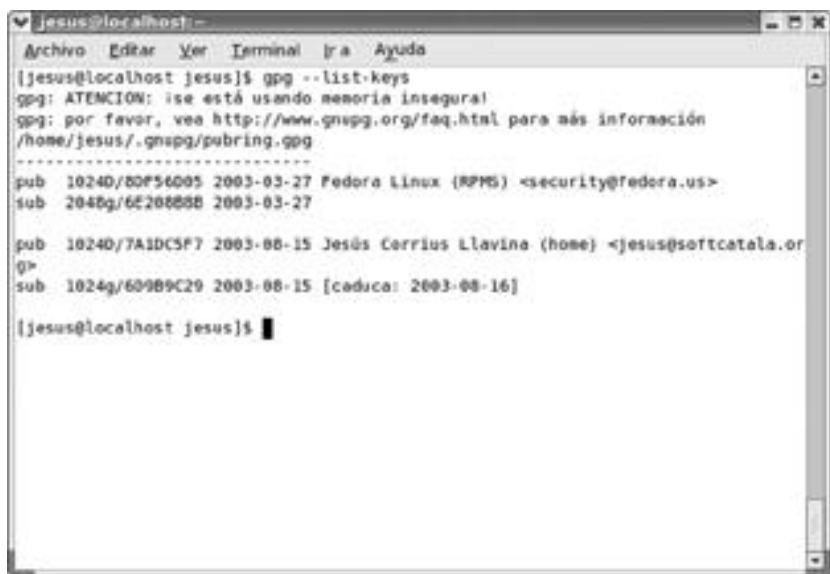 jesus@localhost:~
Archivo Editar Ver Terminal Ir a Ayuda
[jesus@localhost jesus]$ gpg --list-keys
gpg: ATENCION: ¡se está usando memoria insegura!
gpg: por favor, vea http://www.gnupg.org/faq.html para más información
/home/jesus/.gnupg/pubring.gpg
------------------------------
pub 1024D/8DF56D05 2003-03-27 Fedora Linux (RPMS) <security@fedora.us>
sub 2048g/6E208B8B 2003-03-27
pub 1024D/7A1DC5F7 2003-08-15 Jesús Corrius Llavina (home) <jesus@softcatala.or
g>
sub 1024g/6D9B9C29 2003-08-15 [caduca: 2003-08-16]
[jesus@localhost jesus]$